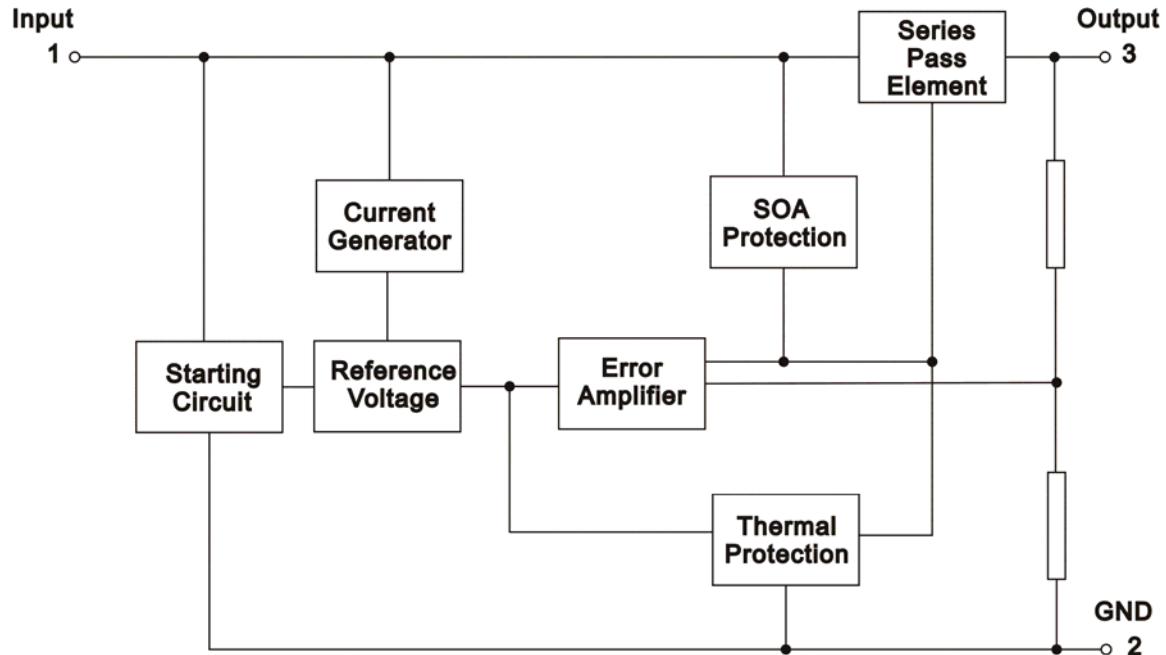 Input
1
Series
Pass
Element
Output
3
Current
Generator
SOA
Protection
Starting
Circuit
Reference
Voltage
Error
Amplifier
Thermal
Protection
GND
2